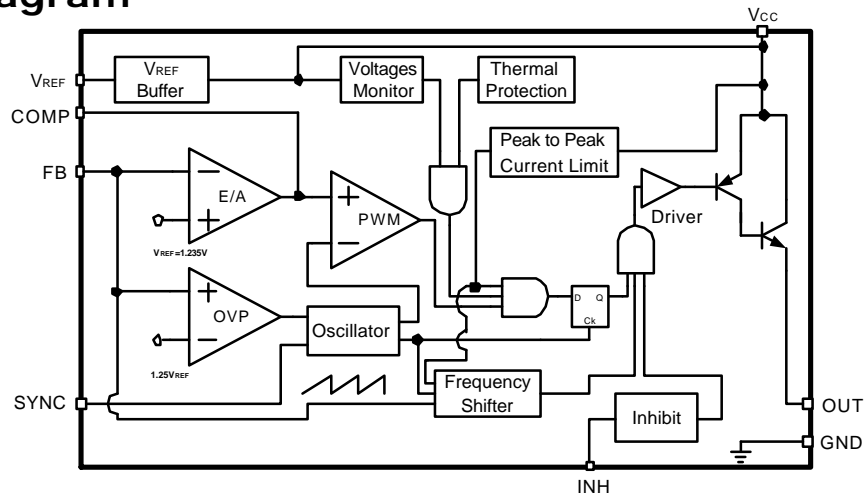 agram
VCC
VREF
VREF
Buffer
Voltages
Monitor
Thermal
Protection
COMP
Peak to Peak
Current Limit
FB
−
E/A
+
VREF=1.235V
+
PWM
−
Driver
+
OVP
−
1.25VREF
Oscillator
D Q
Ck
SYNC
Frequency
Shifter
Inhibit
OUT
GND
INH